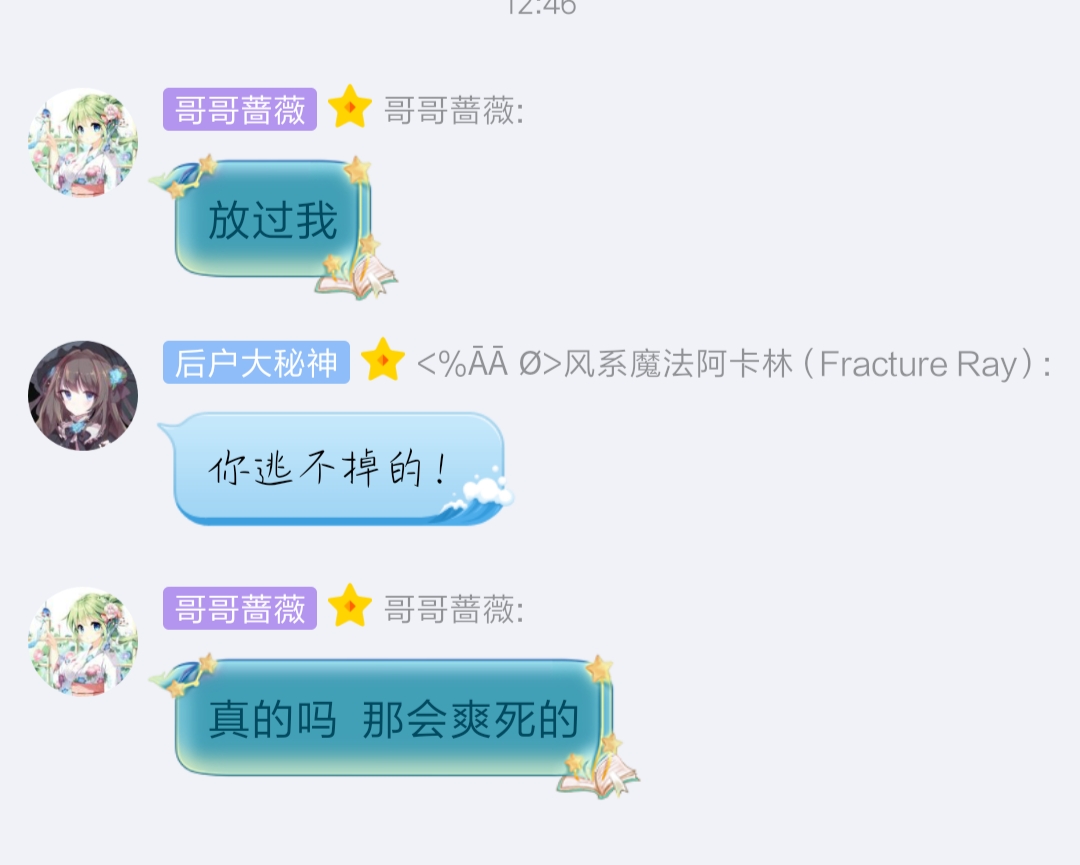 12:46
哥哥蔷薇 哥哥蔷薇:
放过我
后户大秘神 <%ĀĀ Ø>风系魔法阿卡林（Fracture Ray）:
你逃不掉的！
哥哥蔷薇 哥哥蔷薇:
真的吗 那会爽死的